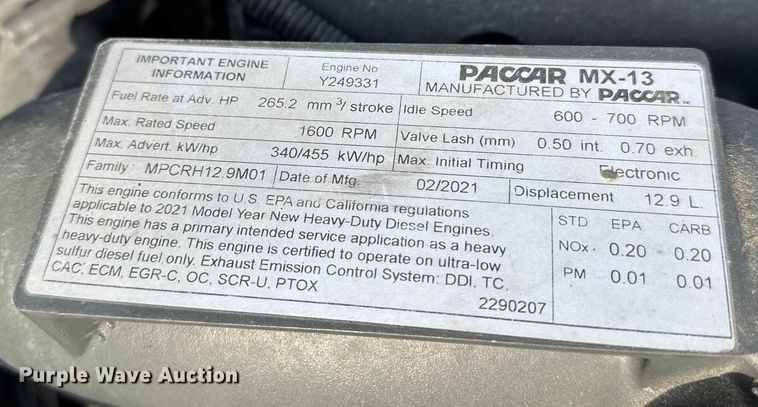 IMPORTANT ENGINE INFORMATION
Engine No Y249331
PACCAR MX-13
MANUFACTURED BY PACCAR
Fuel Rate at Adv. HP 265.2 mm³/ stroke
Idle Speed 600 - 700 RPM
Max. Rated Speed 1600 RPM
Valve Lash (mm) 0.50 int. 0.70 exh.
Max. Advert. kW/hp 340/455 kW/hp
Max. Initial Timing Electronic
Family MPCRH12.9M01
Date of Mfg. 02/2021
Displacement 12.9 L.
This engine conforms to U.S. EPA and California regulations
applicable to 2021 Model Year New Heavy-Duty Diesel Engines.
This engine has a primary intended service application as a heavy
heavy-duty engine. This engine is certified to operate on ultra-low
sulfur diesel fuel only. Exhaust Emission Control System: DDI, TC,
CAC, ECM, EGR-C, OC, SCR-U, PTOX
2290207
STD EPA CARB
NOx 0.20 0.20
PM 0.01 0.01
Purple Wave Auction